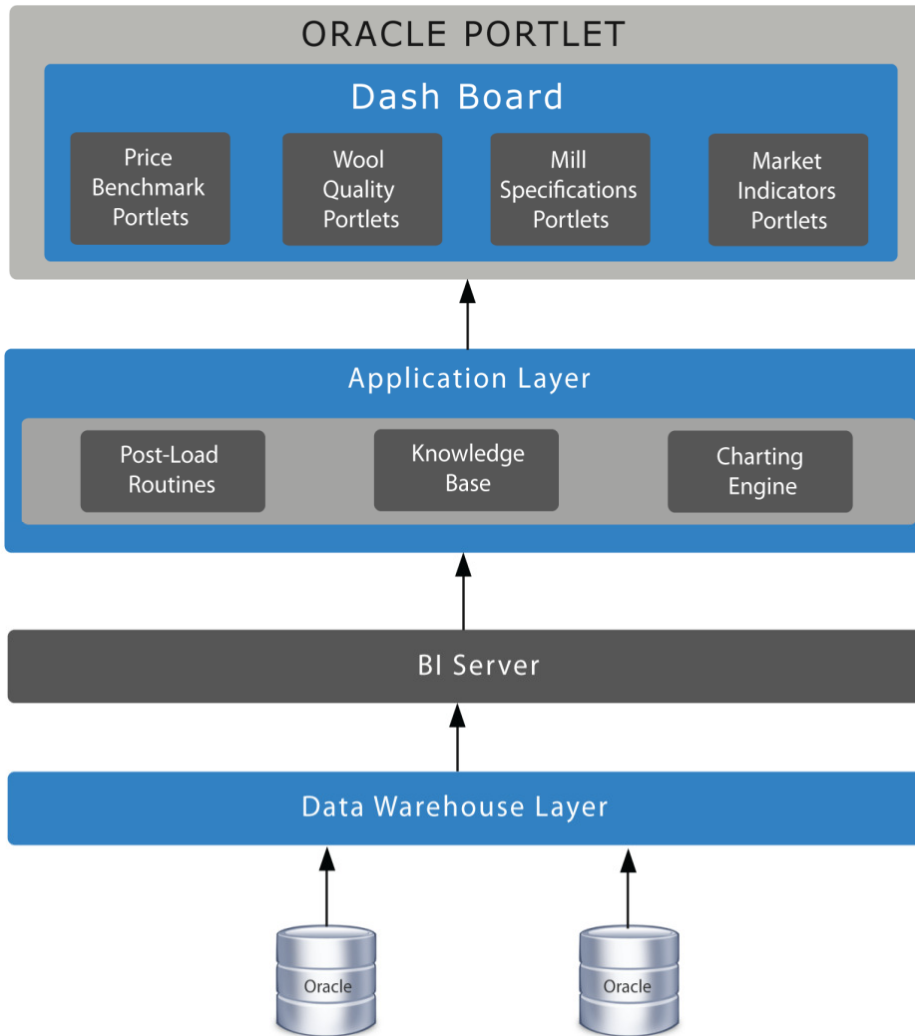 ORACLE PORTLET
Dash Board
Price
Benchmark
Portlets
Wool
Quality
Portlets
Mill
Specifications
Portlets
Market
Indicators
Portlets
Application Layer
Post-Load
Routines
Knowledge
Base
Charting
Engine
BI Server
Data Warehouse Layer
Oracle
Oracle